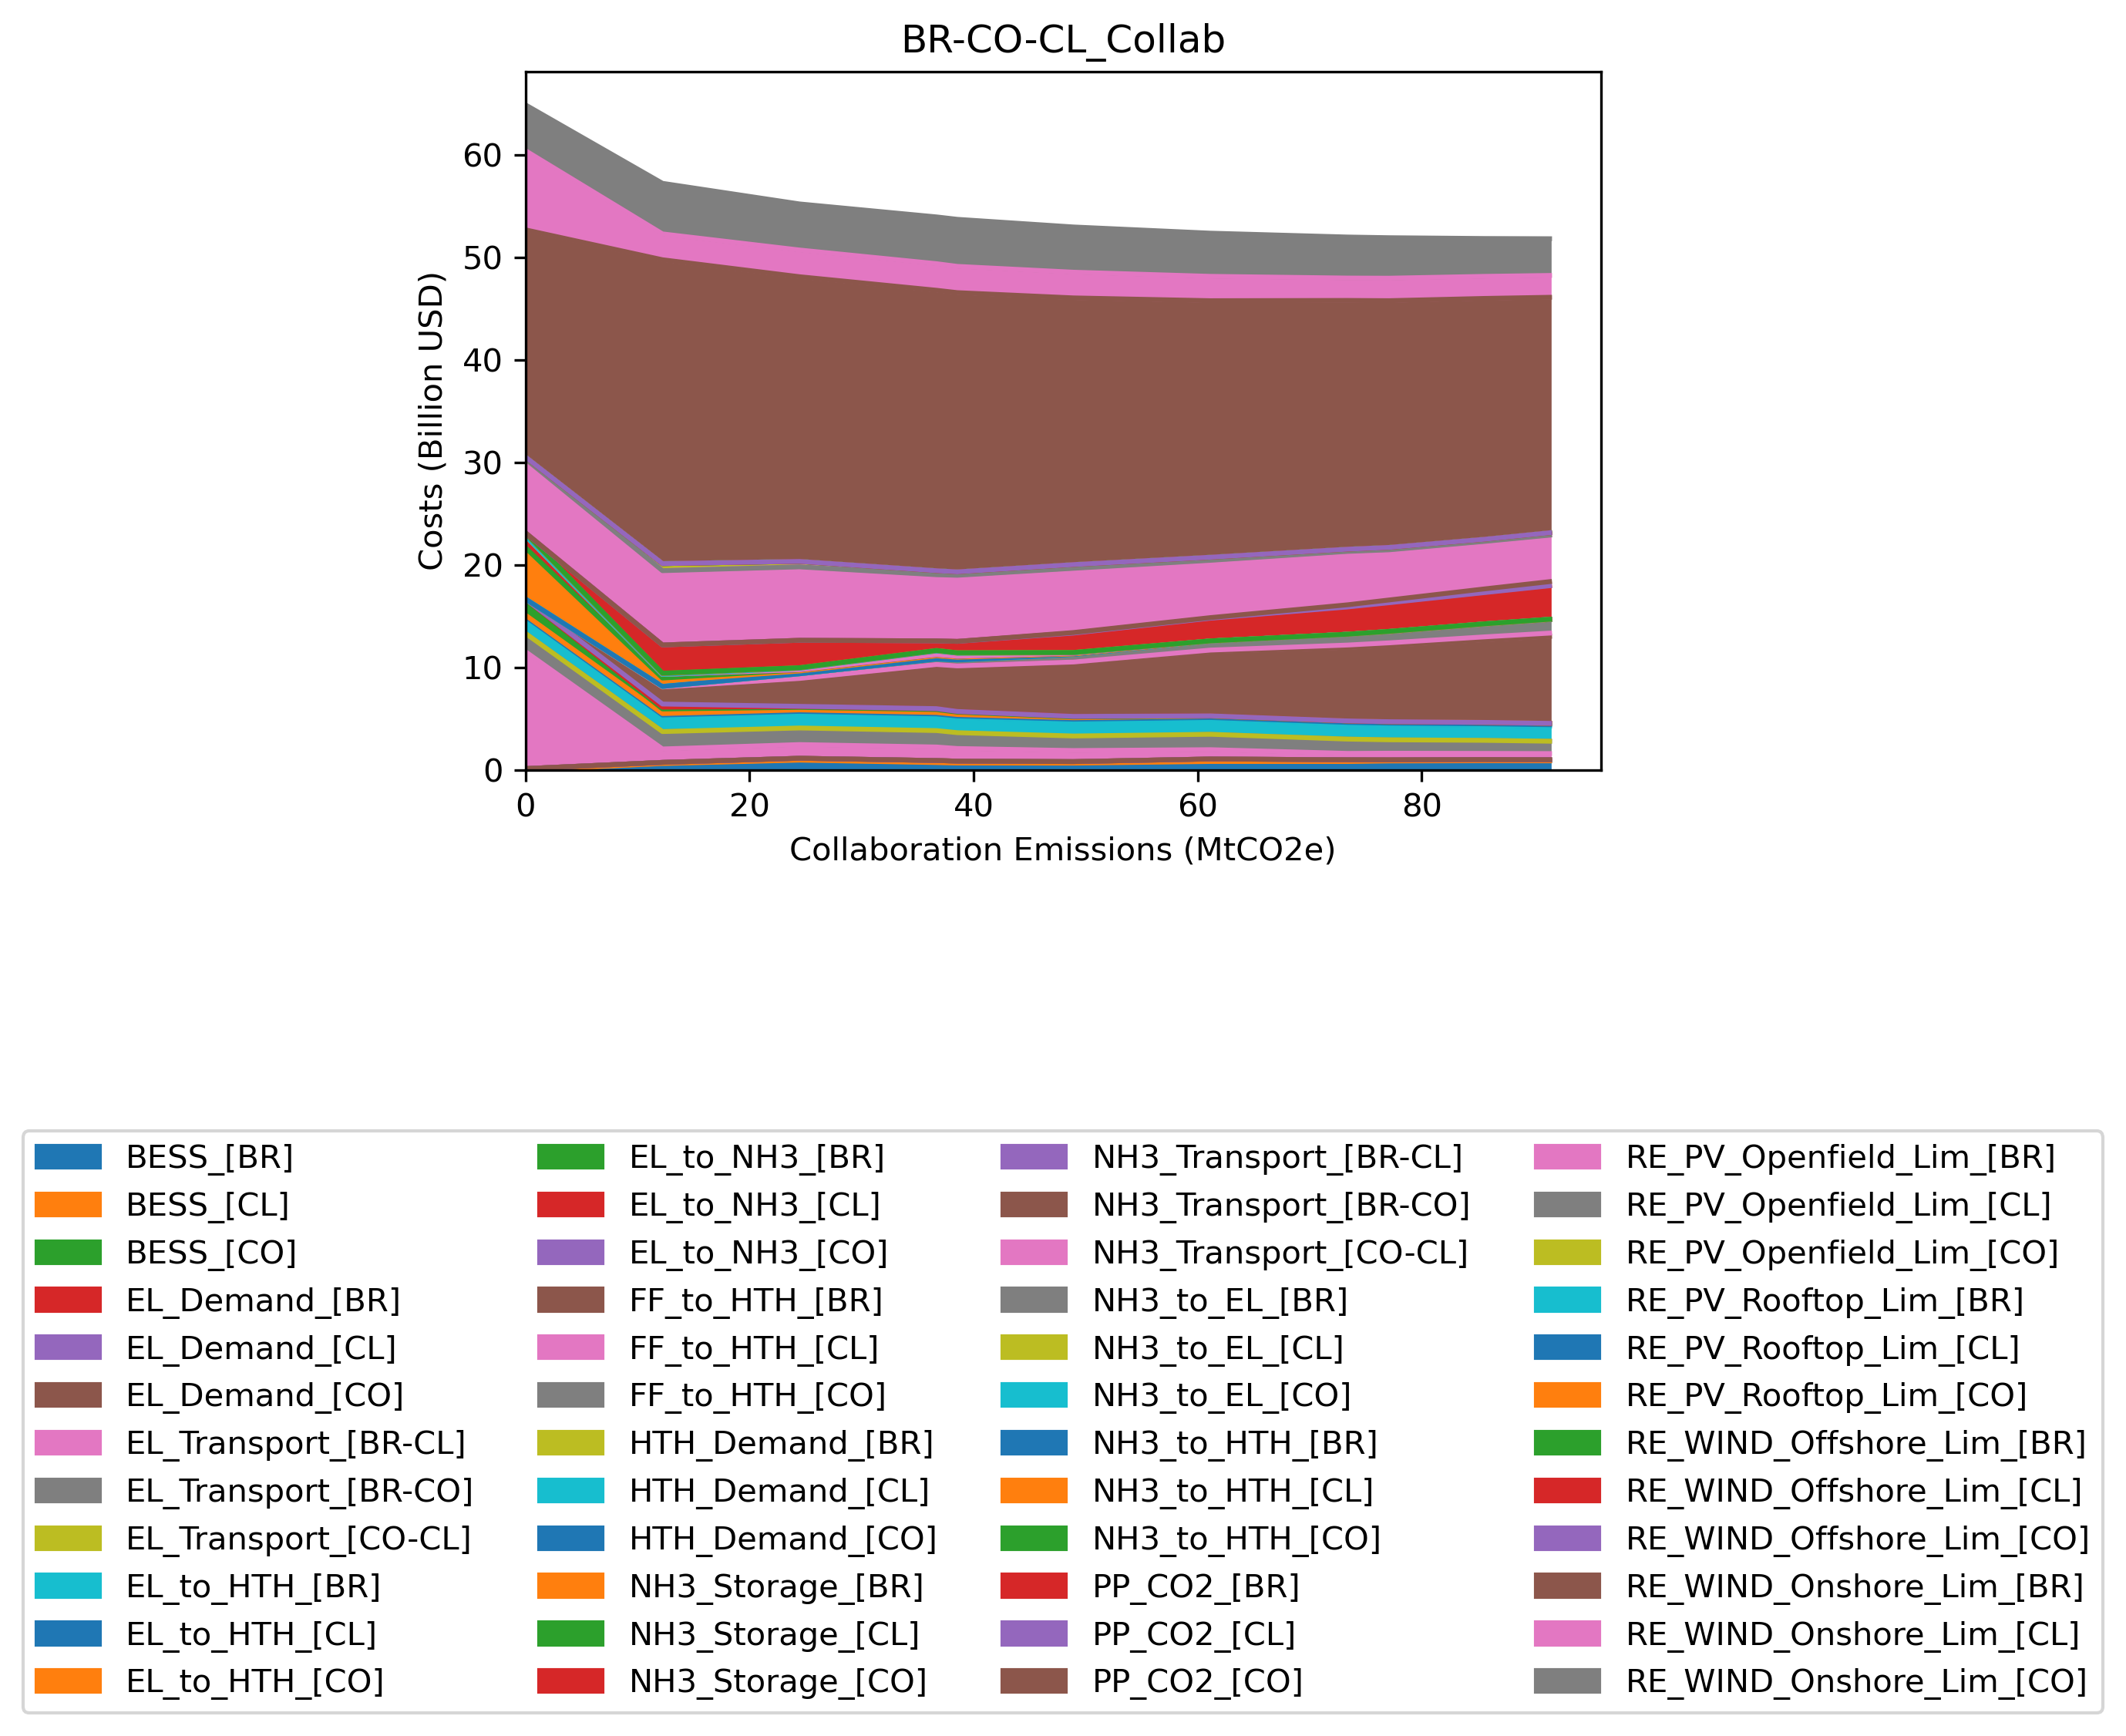 BR-CO-CL_Collab
60
50
40
30
20
10
0
Costs (Billion USD)
0 20 40 60 80
Collaboration Emissions (MtCO2e)
BESS_[BR]
BESS_[CL]
BESS_[CO]
EL_Demand_[BR]
EL_Demand_[CL]
EL_Demand_[CO]
EL_Transport_[BR-CL]
EL_Transport_[BR-CO]
EL_Transport_[CO-CL]
EL_to_HTH_[BR]
EL_to_HTH_[CL]
EL_to_HTH_[CO]
EL_to_NH3_[BR]
EL_to_NH3_[CL]
EL_to_NH3_[CO]
FF_to_HTH_[BR]
FF_to_HTH_[CL]
FF_to_HTH_[CO]
HTH_Demand_[BR]
HTH_Demand_[CL]
HTH_Demand_[CO]
NH3_Storage_[BR]
NH3_Storage_[CL]
NH3_Storage_[CO]
NH3_Transport_[BR-CL]
NH3_Transport_[BR-CO]
NH3_Transport_[CO-CL]
NH3_to_EL_[BR]
NH3_to_EL_[CL]
NH3_to_EL_[CO]
NH3_to_HTH_[BR]
NH3_to_HTH_[CL]
NH3_to_HTH_[CO]
PP_CO2_[BR]
PP_CO2_[CL]
PP_CO2_[CO]
RE_PV_Openfield_Lim_[BR]
RE_PV_Openfield_Lim_[CL]
RE_PV_Openfield_Lim_[CO]
RE_PV_Rooftop_Lim_[BR]
RE_PV_Rooftop_Lim_[CL]
RE_PV_Rooftop_Lim_[CO]
RE_WIND_Offshore_Lim_[BR]
RE_WIND_Offshore_Lim_[CL]
RE_WIND_Offshore_Lim_[CO]
RE_WIND_Onshore_Lim_[BR]
RE_WIND_Onshore_Lim_[CL]
RE_WIND_Onshore_Lim_[CO]